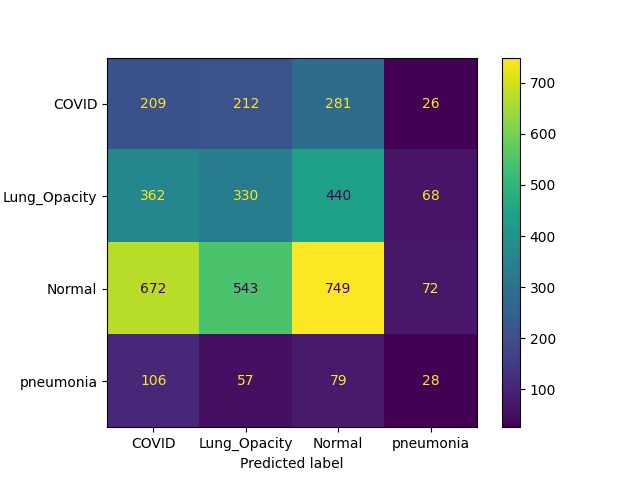 COVID 209 212 281 26
Lung_Opacity 362 330 440 68
Normal 672 543 749 72
pneumonia 106 57 79 28
COVID Lung_Opacity Normal pneumonia
Predicted label
700
600
500
400
300
200
100